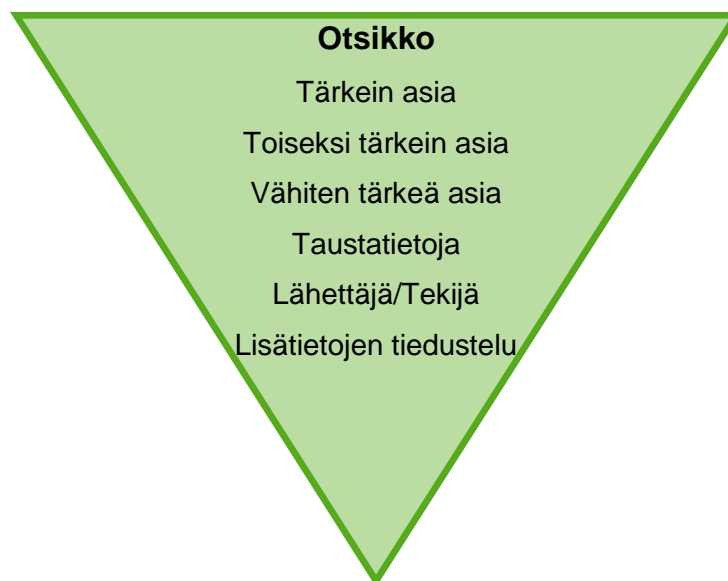 Otsikko
Tärkein asia
Toiseksi tärkein asia
Vähiten tärkeä asia
Taustatietoja
Lähettäjä/Tekijä
Lisätietojen tiedustelu